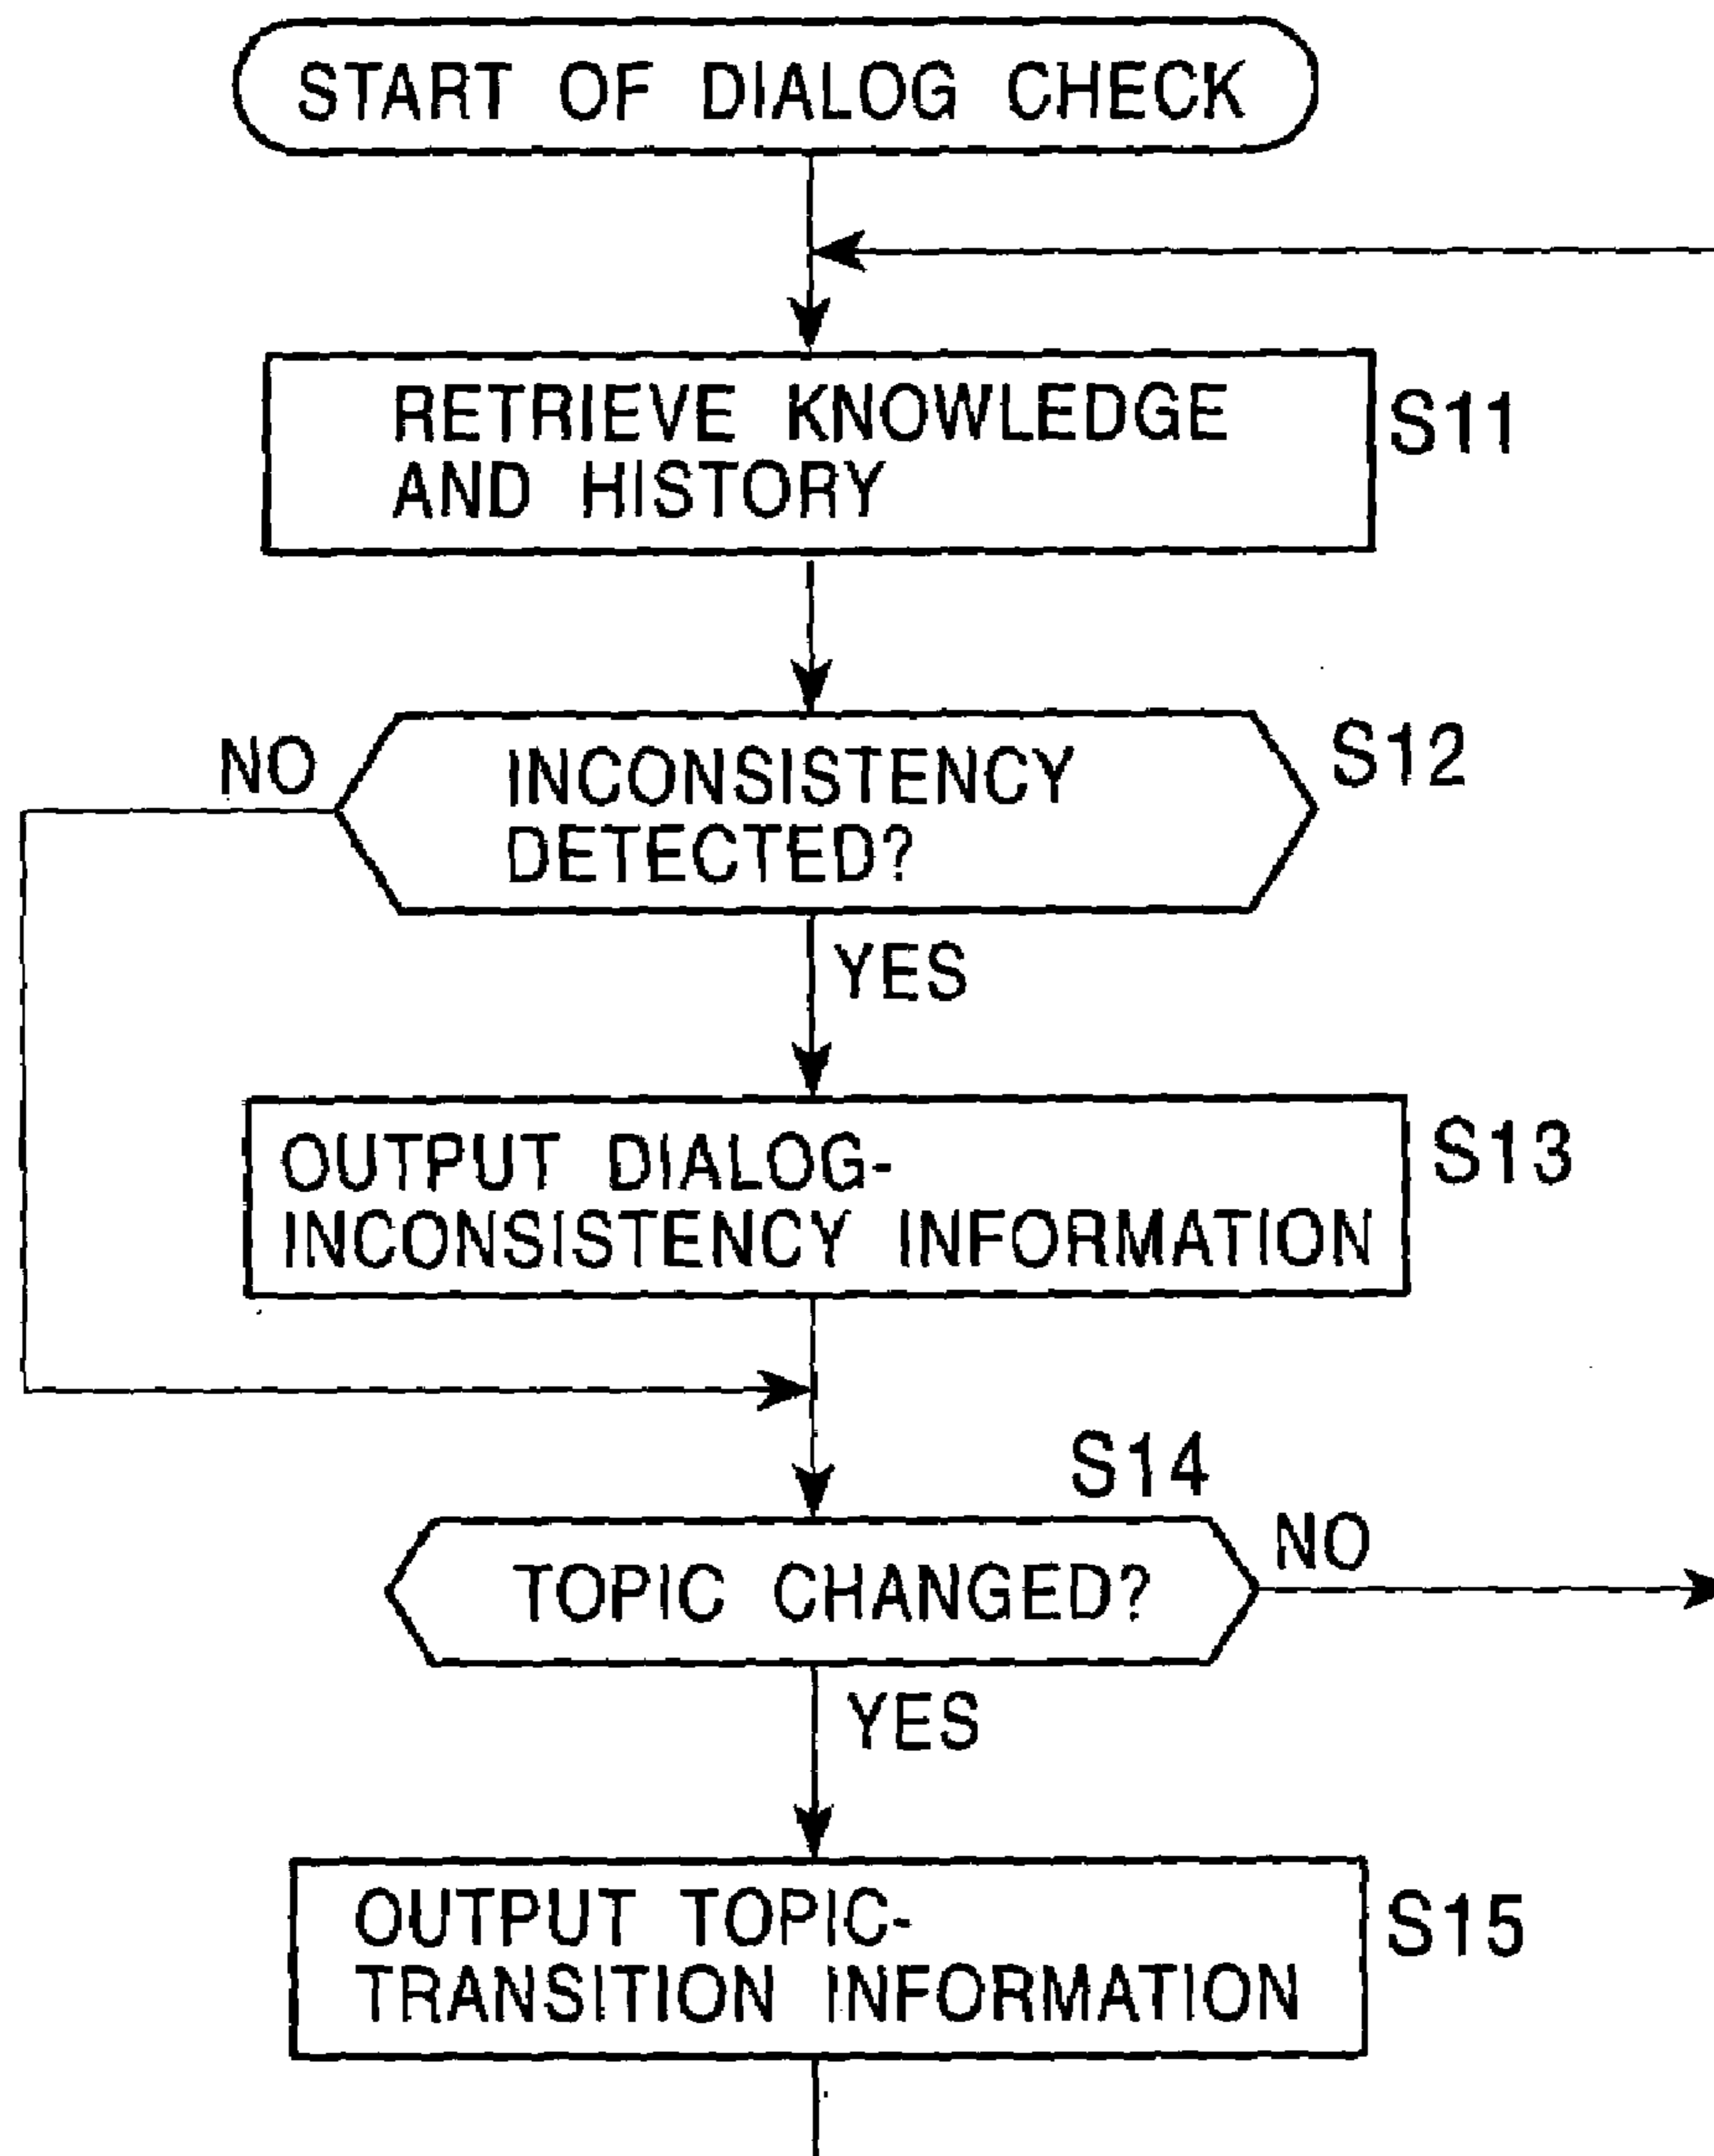 START OF DIALOG CHECK
RETRIEVE KNOWLEDGE
AND HISTORY
S11
NO
INCONSISTENCY
DETECTED?
S12
YES
OUTPUT DIALOG-
INCONSISTENCY INFORMATION
S13
S14
TOPIC CHANGED?
NO
YES
OUTPUT TOPIC-
TRANSITION INFORMATION
S15